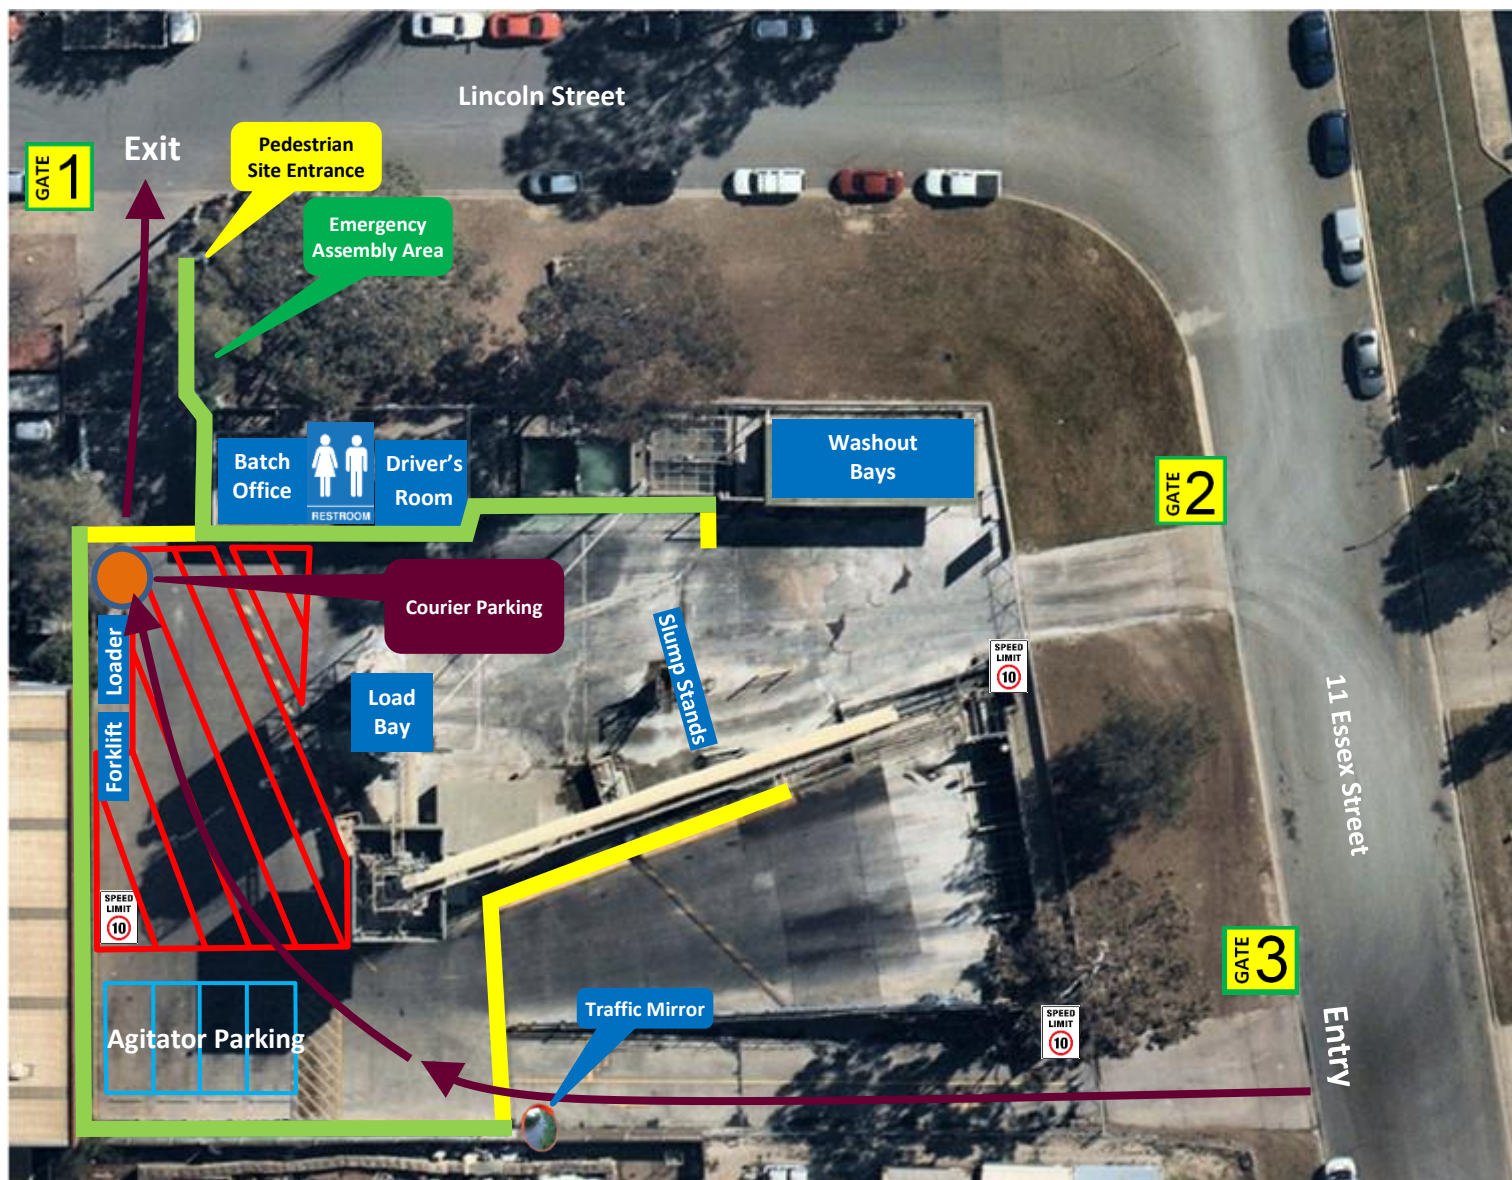 Lincoln Street
Exit
GATE 1
Pedestrian
Site Entrance
Emergency
Assembly Area
Batch
Office
RESTROOM
Driver's
Room
Washout
Bays
GATE 2
Courier Parking
Loader
Forklift
Load
Bay
Slump Stands
SPEED
LIMIT
10
11 Essex Street
SPEED
LIMIT
10
GATE 3
Traffic Mirror
SPEED
LIMIT
10
Agitator Parking
Entry